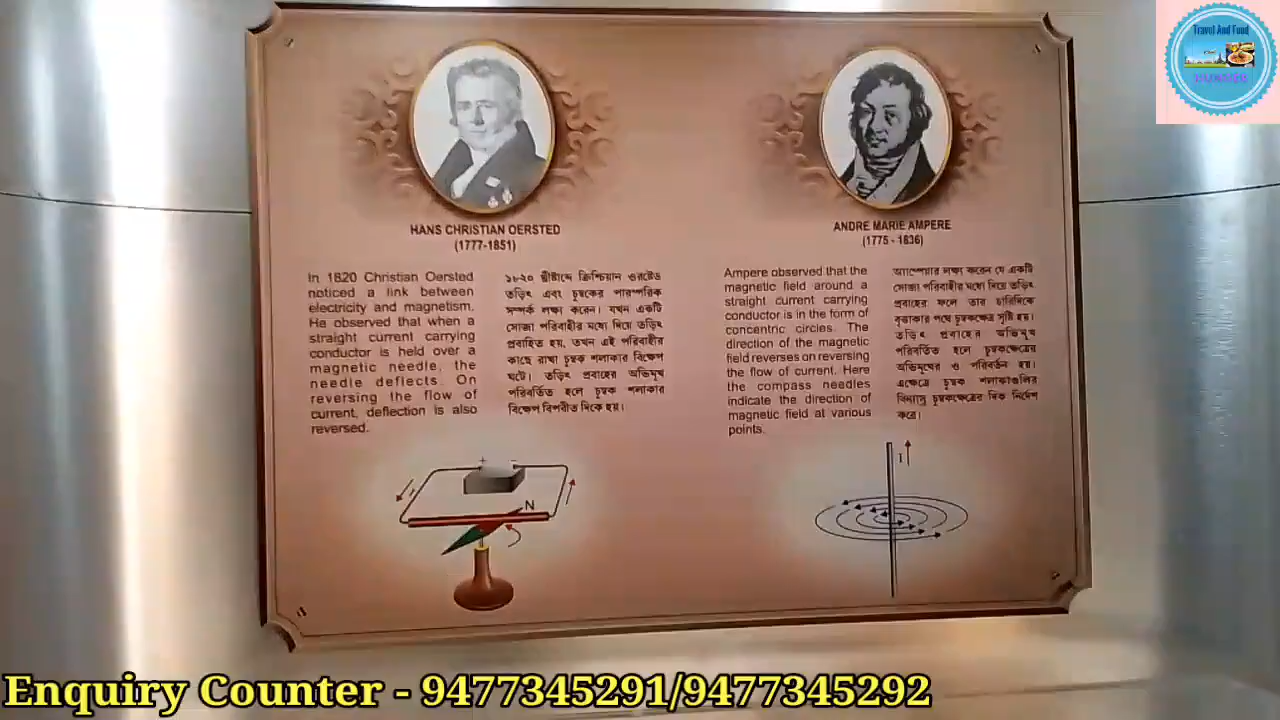 Travel And Food
HANS CHRISTIAN OERSTED
(1777-1851)
In 1820 Christian Oersted
noticed a link between
electricity and magnetism.
He observed that when a
straight current carrying
conductor is held over a
magnetic needle, the
needle deflects. On
reversing the flow of
current, deflection is also
reversed.
১৮২০ খ্রীষ্টাব্দে ক্রিশ্চিয়ান ওরষ্টেড
তড়িৎ এবং চুম্বকের পারস্পরিক
সম্পর্ক লক্ষ্য করেন। যখন একটি
সোজা পরিবাহীর মধ্যে দিয়ে তড়িৎ
প্রবাহিত হয়, তখন এই পরিবাহীর
কাছে রাখা চুম্বক শলাকার বিক্ষেপ
ঘটে। তড়িৎ প্রবাহের অভিমুখ
পরিবর্তিত হলে চুম্বক শলাকার
বিক্ষেপ বিপরীত দিকে হয়।
+ −
I
N
ANDRE MARIE AMPERE
(1775 - 1836)
Ampere observed that the
magnetic field around a
straight current carrying
conductor is in the form of
concentric circles. The
direction of the magnetic
field reverses on reversing
the flow of current. Here
the compass needles
indicate the direction of
magnetic field at various
points.
অ্যাম্পেয়ার লক্ষ্য করেন যে একটি
সোজা পরিবাহীর মধ্যে দিয়ে তড়িৎ
প্রবাহের ফলে তার চারিদিকে
বৃত্তাকার পথে চুম্বকক্ষেত্র সৃষ্টি হয়।
তড়িৎ প্রবাহের অভিমুখ
পরিবর্তিত হলে চুম্বকক্ষেত্রের
অভিমুখের ও পরিবর্তন হয়।
এক্ষেত্রে চুম্বক শলাকাগুলির
বিন্যাস চুম্বকক্ষেত্রের দিক নির্দেশ
করে।
I
Enquiry Counter - 9477345291/9477345292